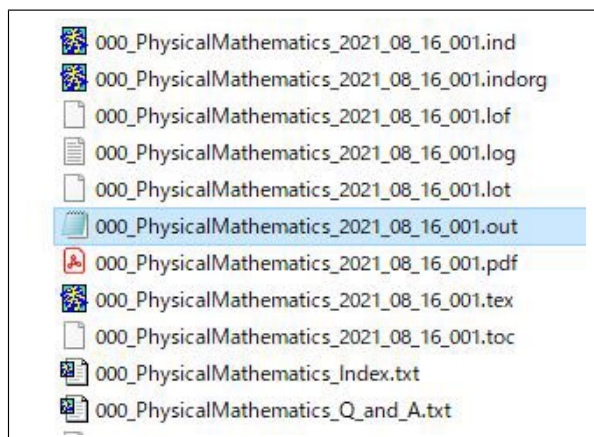 000_PhysicalMathematics_2021_08_16_001.ind
000_PhysicalMathematics_2021_08_16_001.indorg
000_PhysicalMathematics_2021_08_16_001.lof
000_PhysicalMathematics_2021_08_16_001.log
000_PhysicalMathematics_2021_08_16_001.lot
000_PhysicalMathematics_2021_08_16_001.out
000_PhysicalMathematics_2021_08_16_001.pdf
000_PhysicalMathematics_2021_08_16_001.tex
000_PhysicalMathematics_2021_08_16_001.toc
000_PhysicalMathematics_Index.txt
000_PhysicalMathematics_Q_and_A.txt